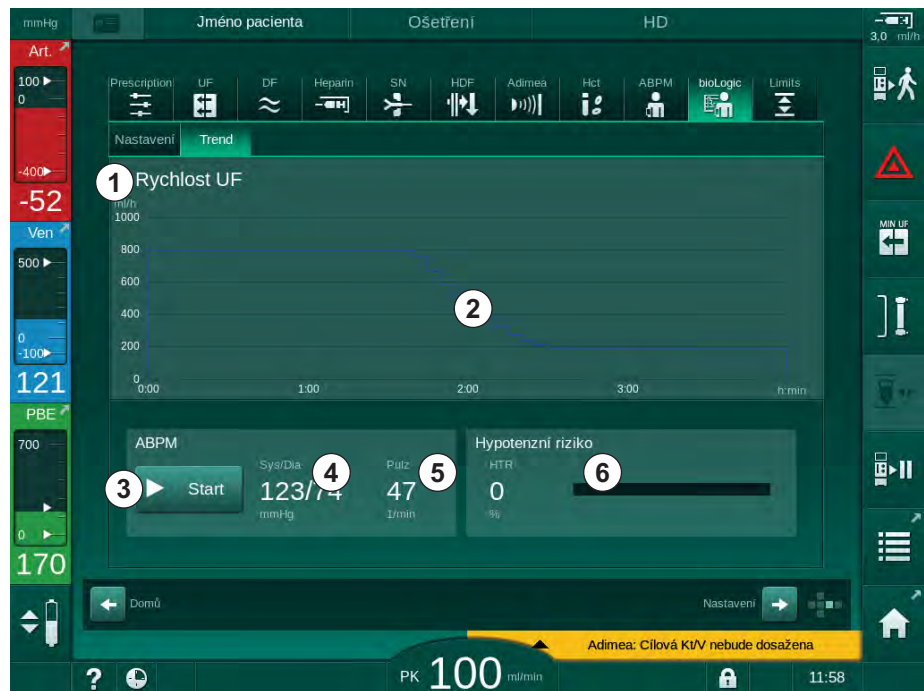 mmHg
Jméno pacienta
Ošetření
HD
3,0 ml/h
Art.
100
0
-400
-52
Ven
500
0
-100
121
PBE
700
0
170
Prescription
UF
DF
Heparin
SN
HDF
Adimea
Hct
ABPM
bioLogic
Limits
Nastavení
Trend
1
Rychlost UF
ml/h
1000
800
600
400
200
0
2
0:00
1:00
2:00
3:00
h:min
ABPM
3
Start
Sys/Dia
4
123/74
mmHg
Pulz
5
47
1/min
Hypotenzní riziko
HTR
6
0
%
Domů
Nastavení
Adimea: Cílová Kt/V nebude dosažena
?
PK 100 ml/min
11:58
MIN UF